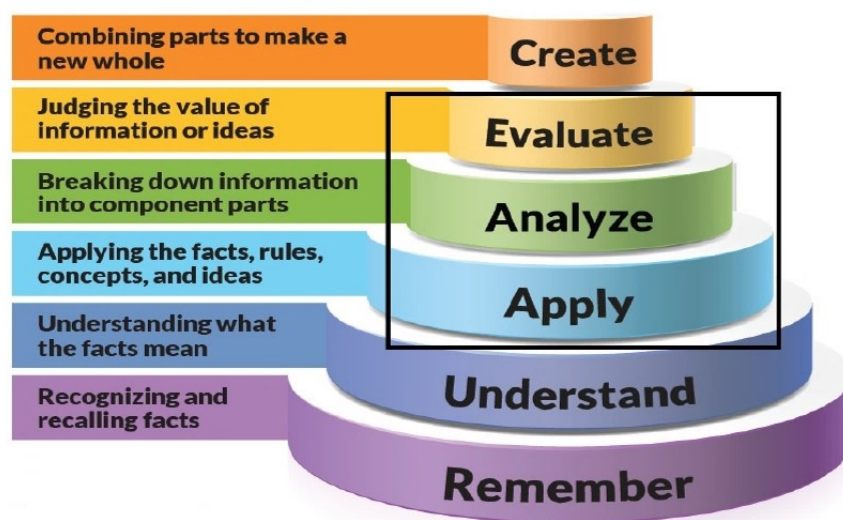 Combining parts to make a
new whole
Create
Judging the value of
information or ideas
Evaluate
Breaking down information
into component parts
Analyze
Applying the facts, rules,
concepts, and ideas
Apply
Understanding what
the facts mean
Understand
Recognizing and
recalling facts
Remember